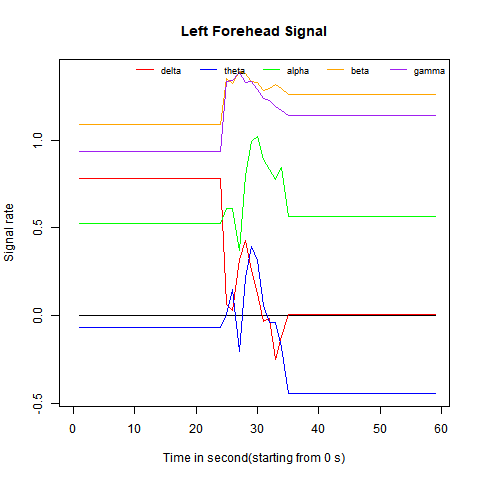 Left Forehead Signal
delta theta alpha beta gamma
1.0
0.5
0.0
-0.5
Signal rate
0 10 20 30 40 50 60
Time in second(starting from 0 s)